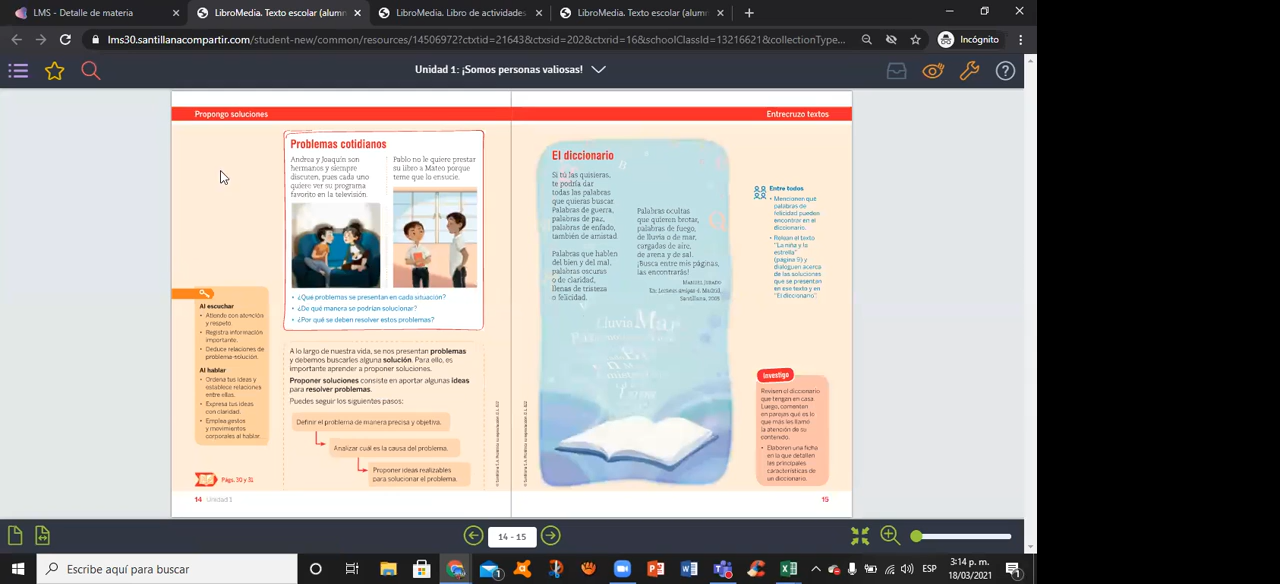 LMS - Detalle de materia
LibroMedia. Texto escolar (alumn
LibroMedia. Libro de actividades
LibroMedia. Texto escolar (alumn
lms30.santillanacompartir.com/student-new/common/resources/14506972?ctxtid=21643&ctxsid=202&ctxrid=16&schoolClassId=13216621&collectionType...
Incógnito
Unidad 1: ¡Somos personas valiosas!
Propongo soluciones
Problemas cotidianos
Andrea y Joaquín son
hermanos y siempre
discuten, pues cada uno
quiere ver su programa
favorito en la televisión.
Pablo no le quiere prestar
su libro a Mateo porque
teme que lo ensucie.
• ¿Qué problemas se presentan en cada situación?
• ¿De qué manera se podrían solucionar?
• ¿Por qué se deben resolver estos problemas?
Al escuchar
• Atiendo con atención
y respeto.
• Registra información
importante.
• Deduce relaciones de
problema-solución.
Al hablar
• Ordena tus ideas y
establece relaciones
entre ellas.
• Expresa tus ideas
con claridad.
• Emplea gestos
y movimientos
corporales al hablar.
A lo largo de nuestra vida, se nos presentan problemas
y debemos buscarles alguna solución. Para ello, es
importante aprender a proponer soluciones.
Proponer soluciones consiste en aportar algunas ideas
para resolver problemas.
Puedes seguir los siguientes pasos:
Definir el problema de manera precisa y objetiva.
Analizar cuál es la causa del problema.
Proponer ideas realizables
para solucionar el problema.
Págs. 30 y 31
14 Unidad 1
Entrecruzo textos
El diccionario
Si tú las quisieras,
te podría dar
todas las palabras
que quieras buscar.
Palabras de guerra,
palabras de paz,
palabras de enfado,
también de amistad.
Palabras que hablen
del bien y del mal,
palabras oscuras
o de claridad,
llenas de tristeza
o felicidad.
Palabras ocultas
que quieren brotar,
palabras de fuego,
de lluvia o de mar,
cargadas de aire,
de arena y de sal.
¡Busca entre mis páginas,
las encontrarás!
Santillana, 2005
Lluvia Mar
Entre todos
• Mencionen qué
palabras de
felicidad pueden
encontrar en el
diccionario.
• Relean el texto
"La niña y la
estrella"
(página 9) y
dialoguen acerca
de las soluciones
que se presentan
en ese texto y en
"El diccionario".
Investigo
Revisen el diccionario
que tengan en casa
Luego, comenten
en parejas qué es lo
que más les llamó
la atención de su
contenido.
• Elaboren una ficha
en la que detallen
las principales
características de
un diccionario.
15
14 - 15
Escribe aquí para buscar
ESP
3:14 p. m.
18/03/2021